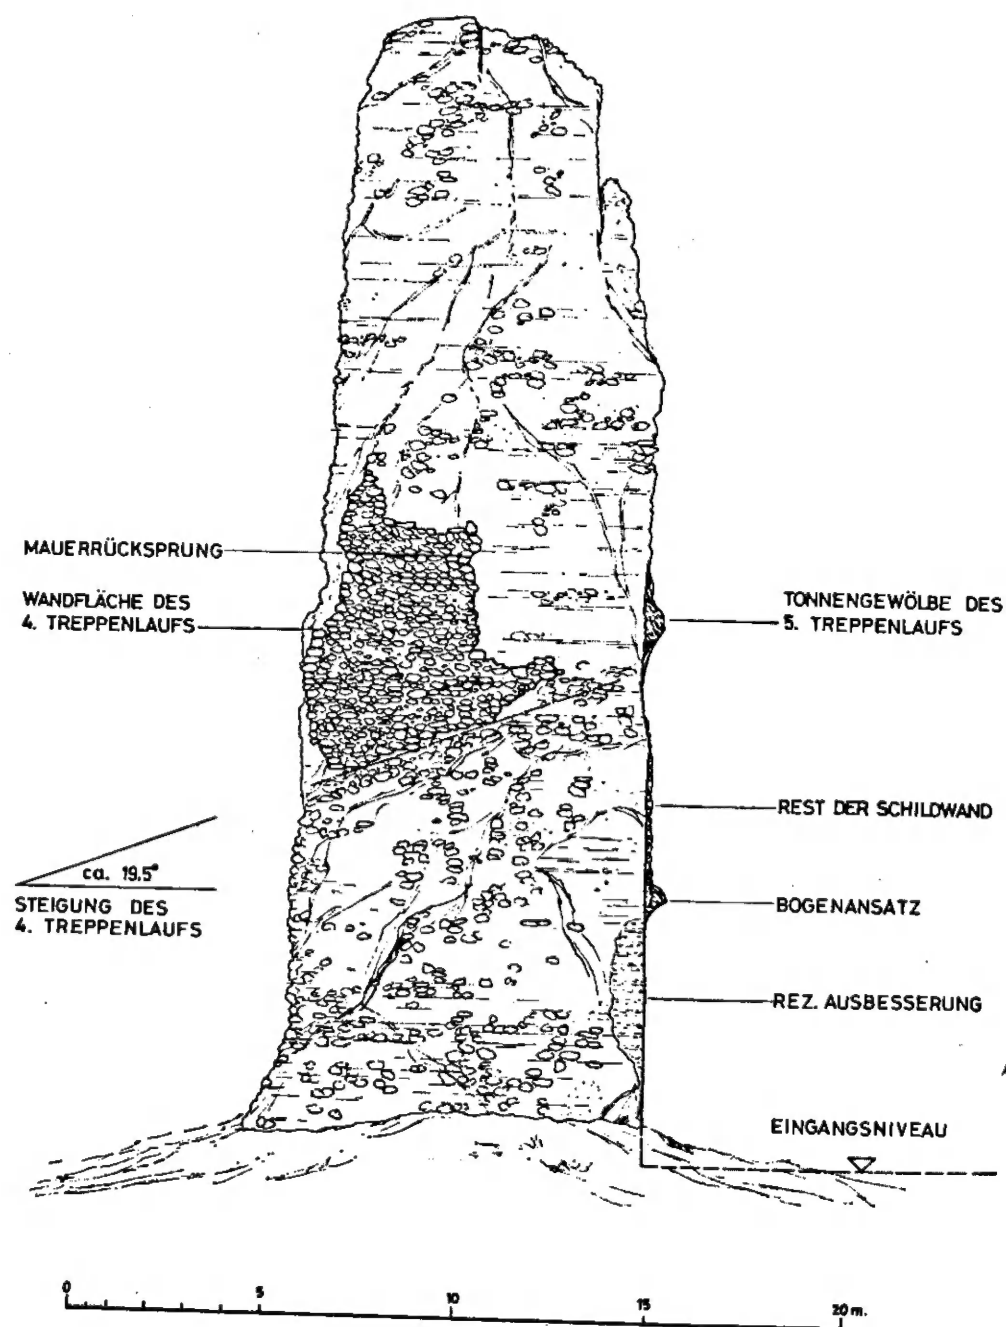 MAUERRÜCKSPRUNG
WANDFLÄCHE DES
4. TREPPENLAUFS
TONNENGEWÖLBE DES
5. TREPPENLAUFS
REST DER SCHILDWAND
ca. 19.5°
STEIGUNG DES
4. TREPPENLAUFS
BOGENANSATZ
REZ. AUSBESSERUNG
EINGANGSNIVEAU
0 5 10 15 20 m.